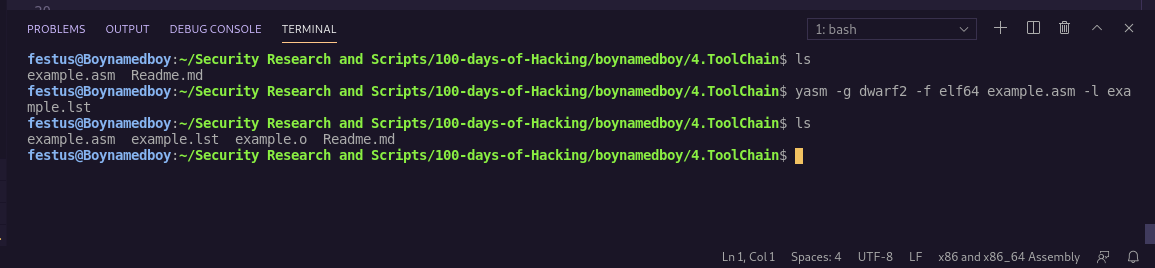 PROBLEMS OUTPUT DEBUG CONSOLE TERMINAL 1: bash
festus@Boynamedboy:~/Security Research and Scripts/100-days-of-Hacking/boynamedboy/4.ToolChain$ ls
example.asm  Readme.md
festus@Boynamedboy:~/Security Research and Scripts/100-days-of-Hacking/boynamedboy/4.ToolChain$ yasm -g dwarf2 -f elf64 example.asm -l exa
mple.lst
festus@Boynamedboy:~/Security Research and Scripts/100-days-of-Hacking/boynamedboy/4.ToolChain$ ls
example.asm  example.lst  example.o  Readme.md
festus@Boynamedboy:~/Security Research and Scripts/100-days-of-Hacking/boynamedboy/4.ToolChain$
Ln 1, Col 1 Spaces: 4 UTF-8 LF x86 and x86_64 Assembly